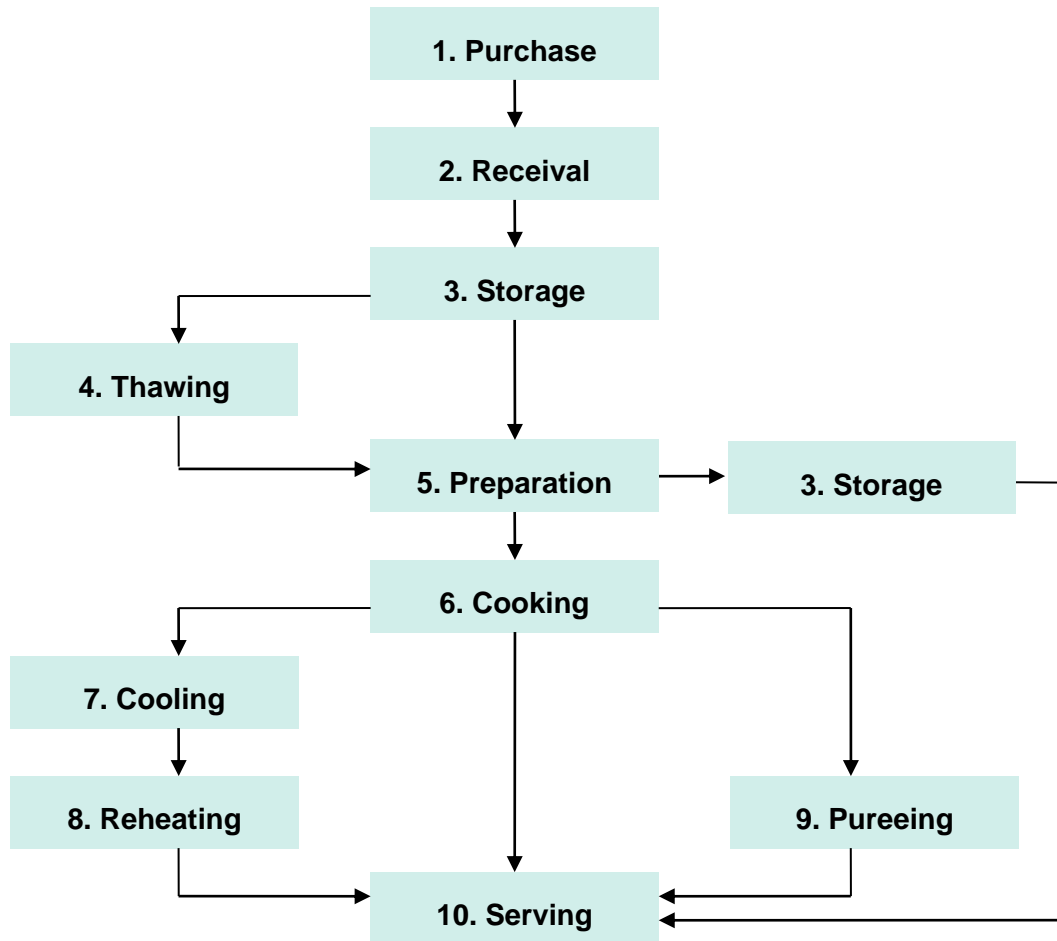 1. Purchase
2. Receival
3. Storage
4. Thawing
5. Preparation
3. Storage
6. Cooking
7. Cooling
8. Reheating
9. Pureeing
10. Serving